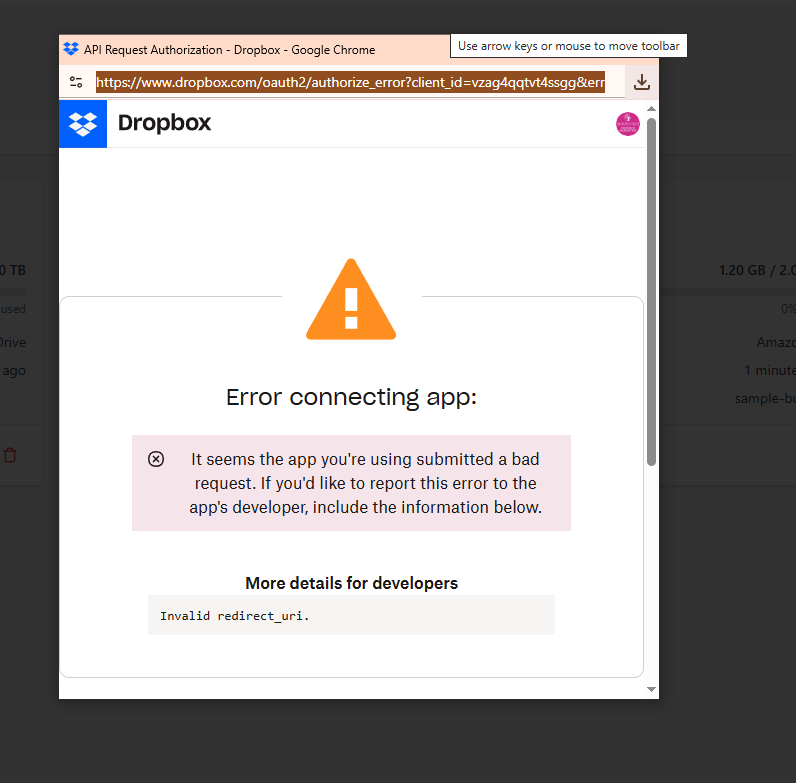 API Request Authorization - Dropbox - Google Chrome
Use arrow keys or mouse to move toolbar
https://www.dropbox.com/oauth2/authorize_error?client_id=vzag4qqtvt4ssgg&err
Dropbox
0 TB
used
Drive
ago
1.20 GB / 2.0
0%
Amazo
1 minute
sample-bu
Error connecting app:
It seems the app you're using submitted a bad
request. If you'd like to report this error to the
app's developer, include the information below.
More details for developers
Invalid redirect_uri.